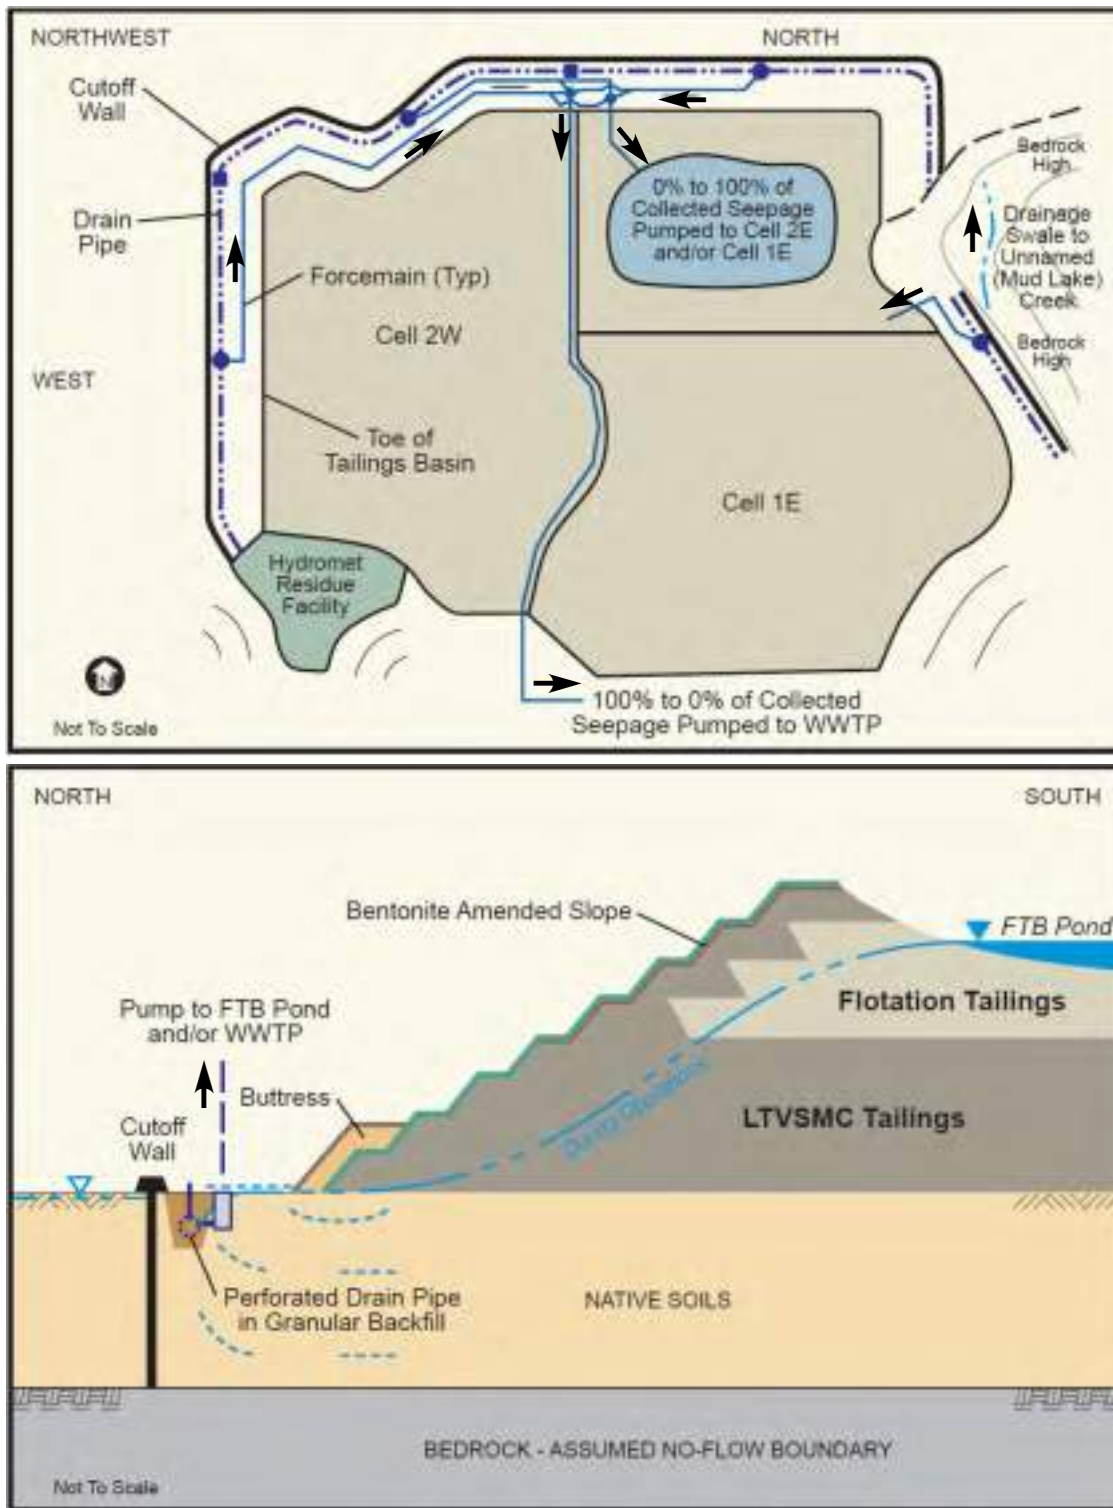 NORTHWEST
NORTH
Cutoff
Wall
Bedrock
High
0% to 100% of
Collected Seepage
Pumped to Cell 2E
and/or Cell 1E
Drain
Pipe
Drainage
Swale to
Unnamed
(Mud Lake)
Creek
Forcemain (Typ)
Cell 2W
Bedrock
High
WEST
Toe of
Tailings Basin
Cell 1E
Hydromet
Residue
Facility
N
Not To Scale
100% to 0% of Collected
Seepage Pumped to WWTP
NORTH
SOUTH
Bentonite Amended Slope
FTB Pond
Pump to FTB Pond
and/or WWTP
Flotation Tailings
Buttress
During Operations
LTVSMC Tailings
Cutoff
Wall
Perforated Drain Pipe
in Granular Backfill
NATIVE SOILS
BEDROCK - ASSUMED NO-FLOW BOUNDARY
Not To Scale